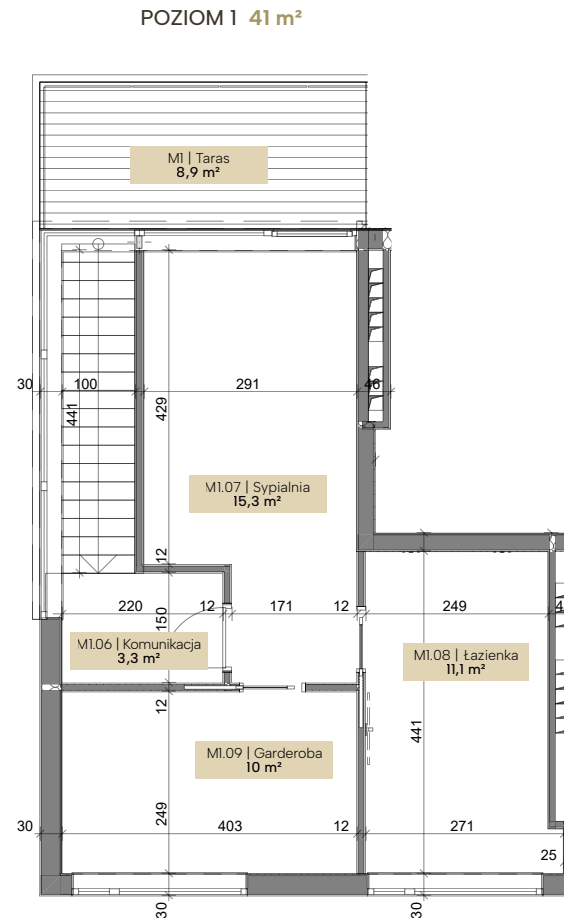 POZIOM 1 41 m²
M1 | Taras
8,9 m²
30
100
291
46
441
429
M1.07 | Sypialnia
15,3 m²
12
220
12
171
12
249
4
150
M1.06 | Komunikacja
3,3 m²
M1.08 | Łazienka
11,1 m²
12
441
M1.09 | Garderoba
10 m²
249
30
403
12
271
25
30
30